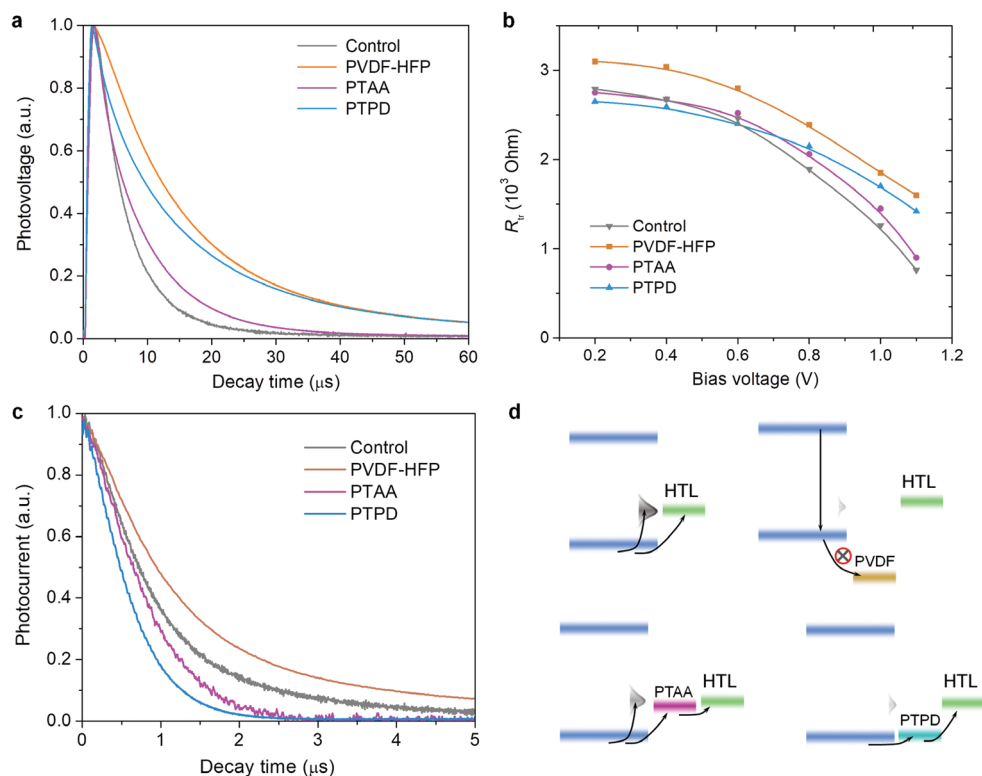 a
Photovoltage (a.u.)
1.0
0.8
0.6
0.4
0.2
0.0
0
10
20
30
40
50
60
Decay time (μs)
Control
PVDF-HFP
PTAA
PTPD
b
R_tr (10³ Ohm)
3
2
1
0
0.2
0.4
0.6
0.8
1.0
1.2
Bias voltage (V)
Control
PVDF-HFP
PTAA
PTPD
c
Photocurrent (a.u.)
1.0
0.8
0.6
0.4
0.2
0.0
0
1
2
3
4
5
Decay time (μs)
Control
PVDF-HFP
PTAA
PTPD
d
HTL
HTL
PVDF
PTAA
HTL
PTPD
HTL